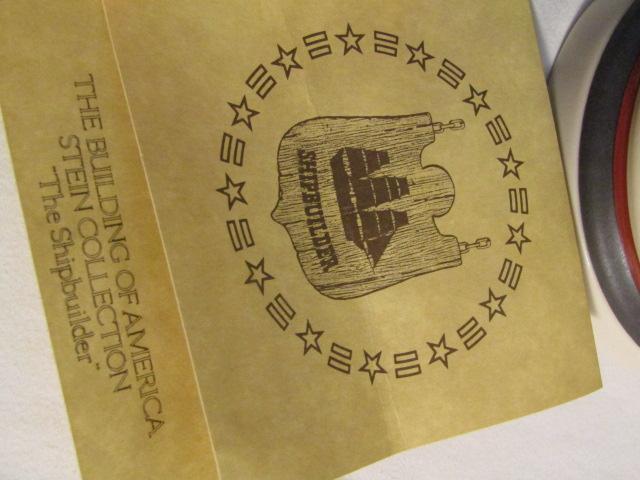 SHIPBUILDER
THE BUILDING OF AMERICA
STEIN COLLECTION
"The Shipbuilder"